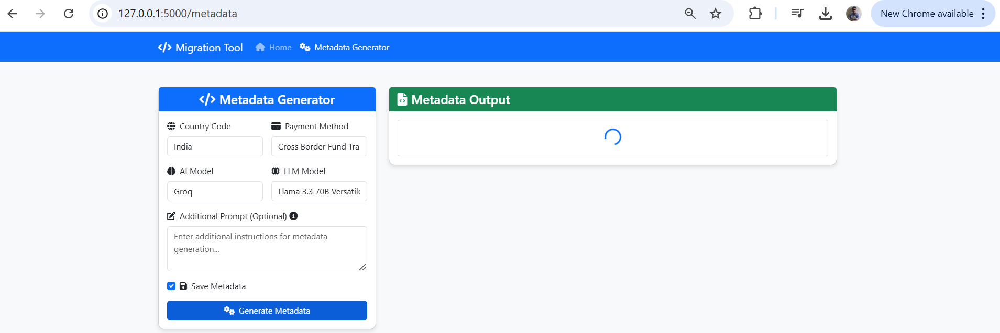 127.0.0.1:5000/metadata
New Chrome available
Migration Tool
Home
Metadata Generator
Metadata Generator
Country Code
Payment Method
India
Cross Border Fund
AI Model
LLM Model
Groq
Llama 3.3 70B Versatile
Additional Prompt (Optional)
Enter additional instructions for metadata
generation...
Save Metadata
Generate Metadata
Metadata Output